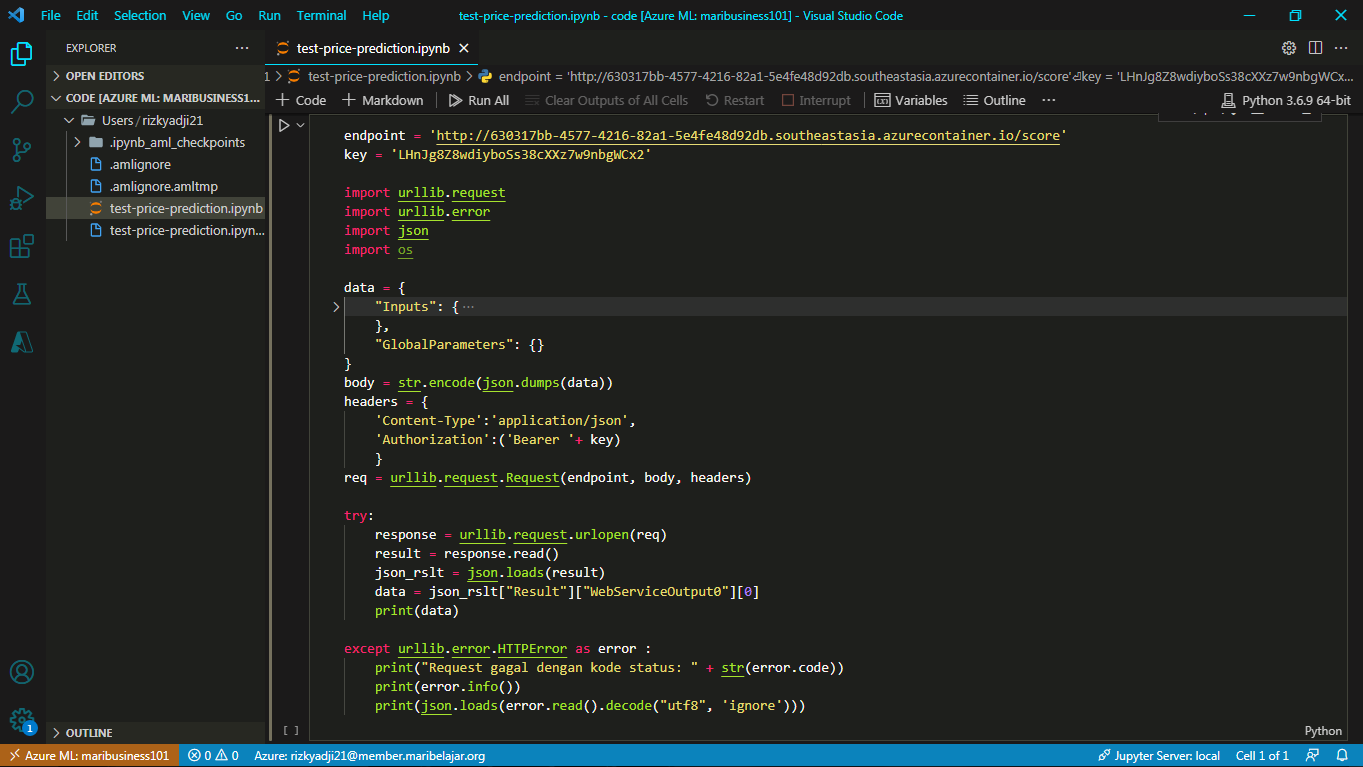 File Edit Selection View Go Run Terminal Help test-price-prediction.ipynb - code [Azure ML: maribusiness101] - Visual Studio Code
EXPLORER
OPEN EDITORS
CODE [AZURE ML: MARIBUSINESS1...
Users / rizkyadji21
.ipynb_aml_checkpoints
.amlignore
.amlignore.amltmp
test-price-prediction.ipynb
test-price-prediction.ipyn...
OUTLINE
test-price-prediction.ipynb
1 > test-price-prediction.ipynb > endpoint = 'http://630317bb-4577-4216-82a1-5e4fe48d92db.southeastasia.azurecontainer.io/score'⏎key = 'LHnJg8Z8wdiyboSs38cXXz7w9nbgWCx...
+ Code + Markdown Run All Clear Outputs of All Cells Restart Interrupt Variables Outline ... Python 3.6.9 64-bit
endpoint = 'http://630317bb-4577-4216-82a1-5e4fe48d92db.southeastasia.azurecontainer.io/score'
key = 'LHnJg8Z8wdiyboSs38cXXz7w9nbgWCx2'
import urllib.request
import urllib.error
import json
import os
data = {
"Inputs": { ...
},
"GlobalParameters": {}
}
body = str.encode(json.dumps(data))
headers = {
'Content-Type':'application/json',
'Authorization':('Bearer '+ key)
}
req = urllib.request.Request(endpoint, body, headers)
try:
response = urllib.request.urlopen(req)
result = response.read()
json_rslt = json.loads(result)
data = json_rslt["Result"]["WebServiceOutput0"][0]
print(data)
except urllib.error.HTTPError as error :
print("Request gagal dengan kode status: " + str(error.code))
print(error.info())
print(json.loads(error.read().decode("utf8", 'ignore')))
[ ]
Python
1
Azure ML: maribusiness101 0 0 Azure: rizkyadji21@member.maribelajar.org Jupyter Server: local Cell 1 of 1